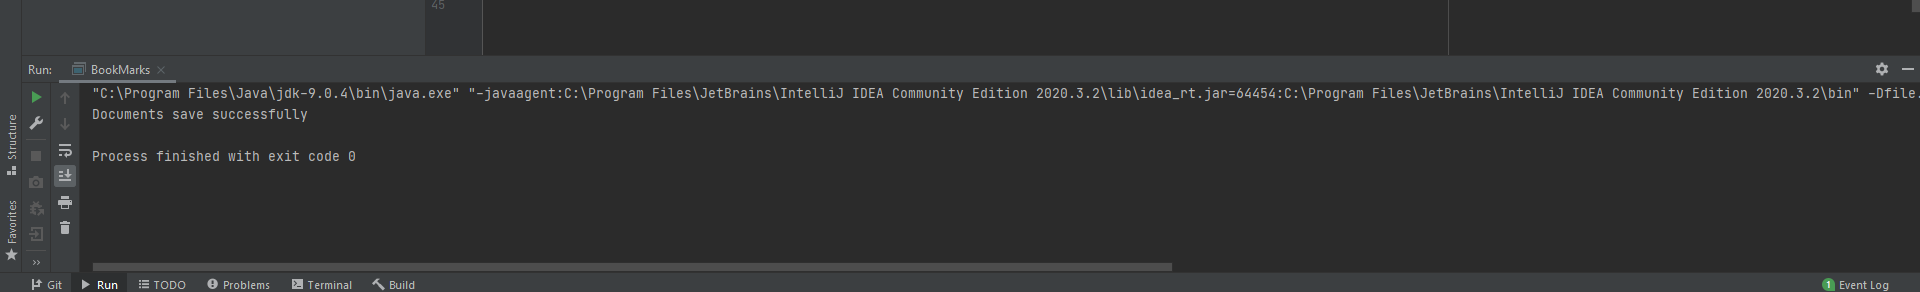 45
Run: BookMarks
"C:\Program Files\Java\jdk-9.0.4\bin\java.exe" "-javaagent:C:\Program Files\JetBrains\IntelliJ IDEA Community Edition 2020.3.2\lib\idea_rt.jar=64454:C:\Program Files\JetBrains\IntelliJ IDEA Community Edition 2020.3.2\bin" -Dfile.
Documents save successfully
Process finished with exit code 0
Structure
Favorites
Git Run TODO Problems Terminal Build 1 Event Log